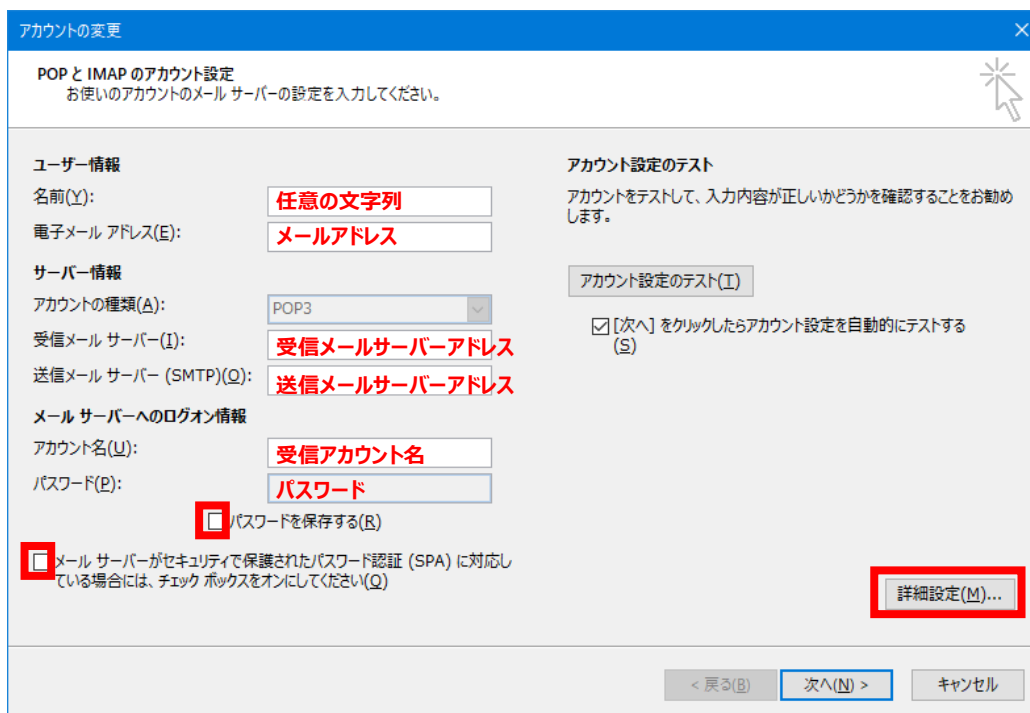 アカウントの変更
POP と IMAP のアカウント設定
お使いのアカウントのメール サーバーの設定を入力してください。
ユーザー情報
名前(Y):
任意の文字列
電子メール アドレス(E):
メールアドレス
サーバー情報
アカウントの種類(A):
POP3
受信メール サーバー(I):
受信メールサーバーアドレス
送信メール サーバー (SMTP)(O):
送信メールサーバーアドレス
メール サーバーへのログオン情報
アカウント名(U):
受信アカウント名
パスワード(P):
パスワード
パスワードを保存する(R)
メール サーバーがセキュリティで保護されたパスワード認証 (SPA) に対応し
ている場合には、チェック ボックスをオンにしてください(Q)
アカウント設定のテスト
アカウントをテストして、入力内容が正しいかどうかを確認することをお勧め
します。
アカウント設定のテスト(T)
[次へ] をクリックしたらアカウント設定を自動的にテストする
(S)
詳細設定(M)...
< 戻る(B)
次へ(N) >
キャンセル